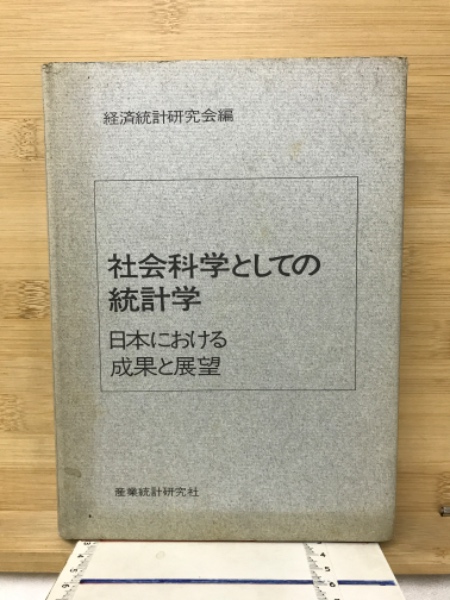 経済統計研究会編
社会科学としての
統計学
日本における
成果と展望
産業統計研究社